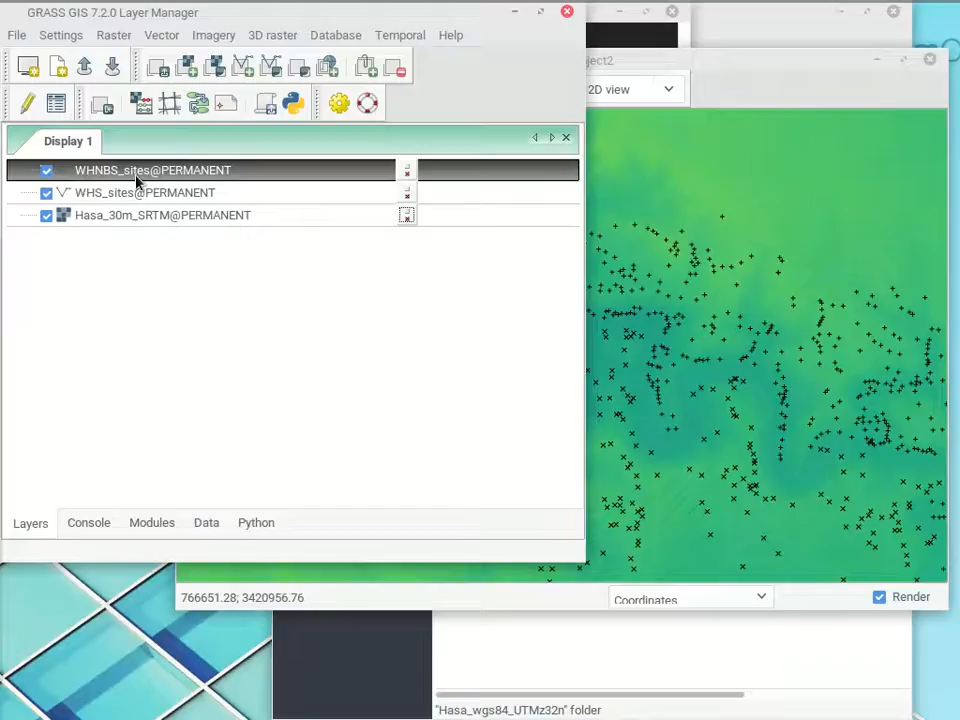 GRASS GIS 7.2.0 Layer Manager
File Settings Raster Vector Imagery 3D raster Database Temporal Help
ject2
2D view
Display 1
WHNBS_sites@PERMANENT
WHS_sites@PERMANENT
Hasa_30m_SRTM@PERMANENT
Layers Console Modules Data Python
766651.28; 3420956.76
Coordinates
Render
"Hasa_wgs84_UTMz32n" folder